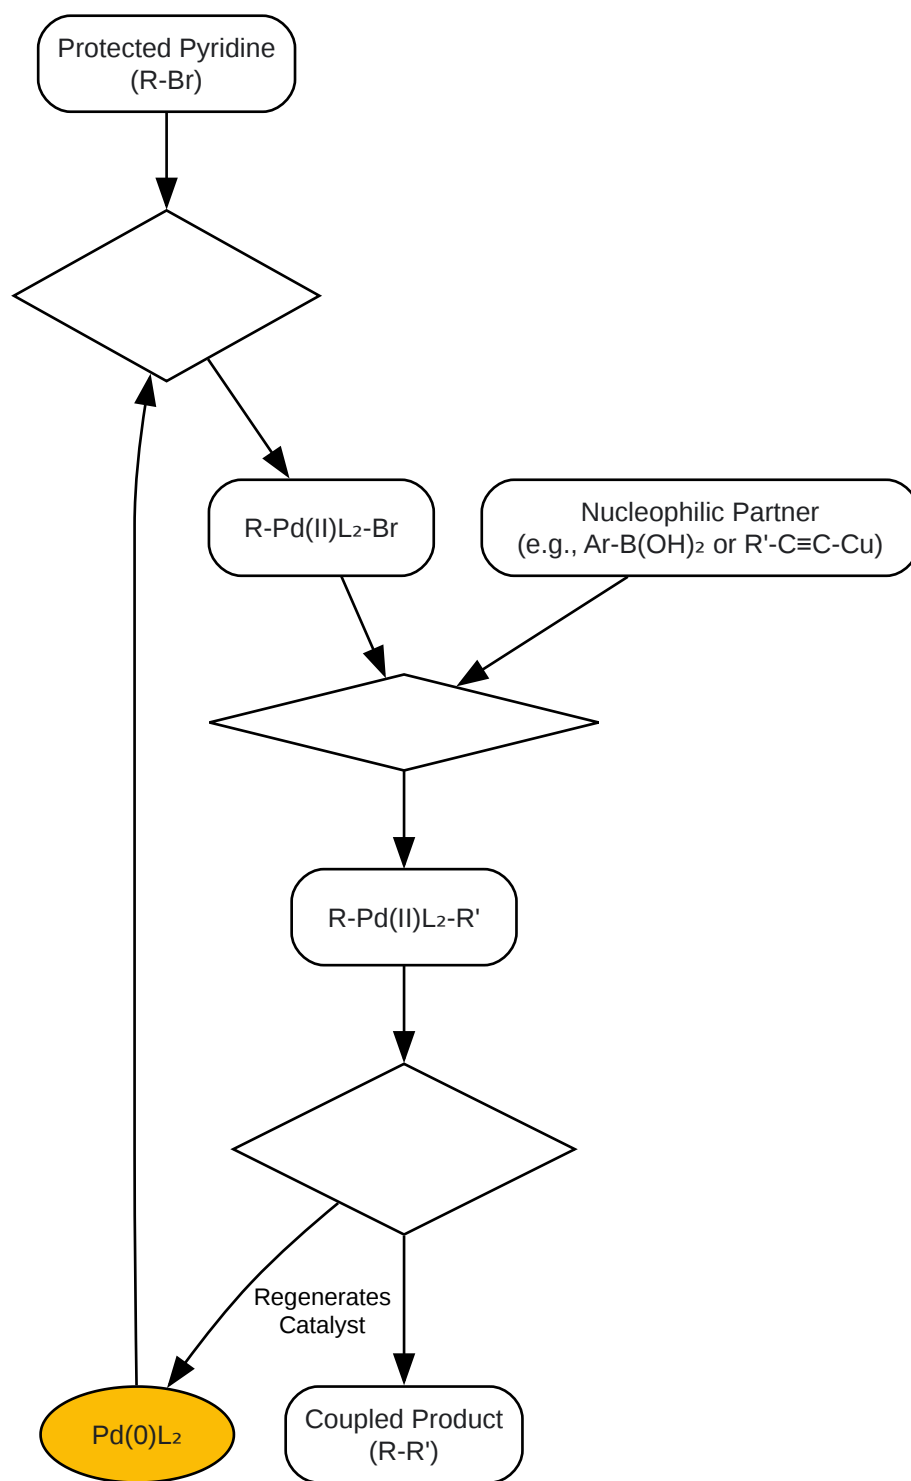 Protected Pyridine
(R-Br)
R-Pd(II)L₂-Br
Nucleophilic Partner
(e.g., Ar-B(OH)₂ or R'-C≡C-Cu)
R-Pd(II)L₂-R'
Regenerates
Catalyst
Pd(0)L₂
Coupled Product
(R-R')